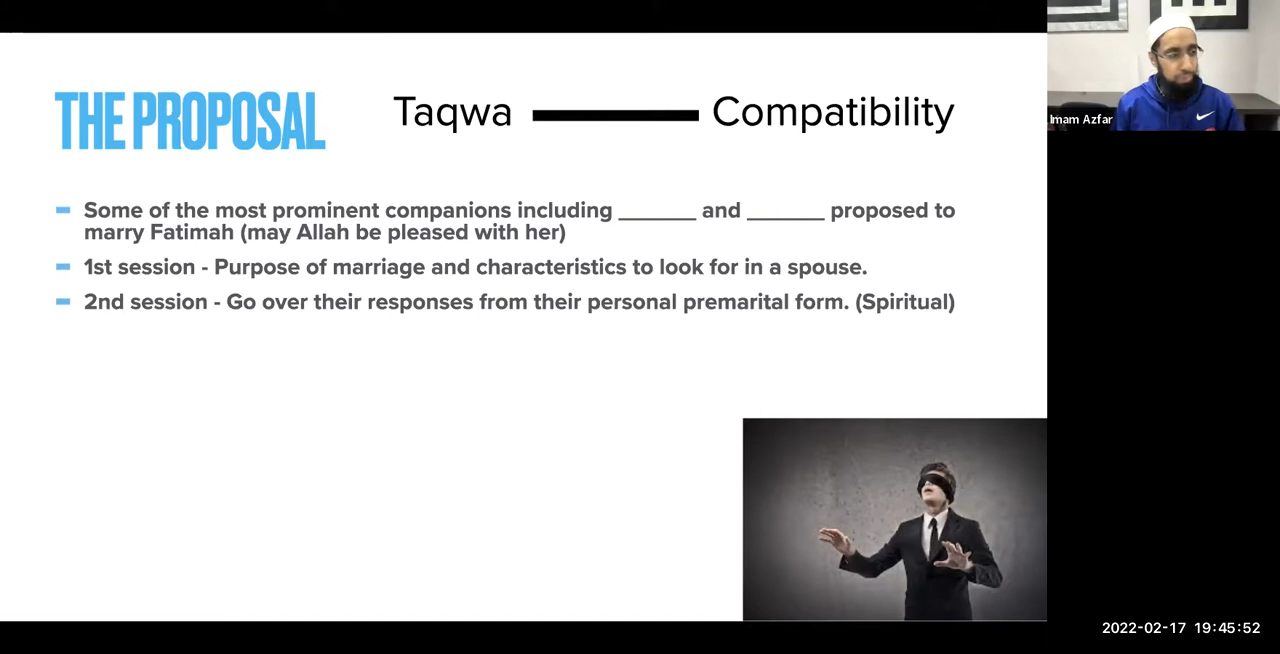 THE PROPOSAL
Taqwa
Compatibility
Some of the most prominent companions including _______ and _______ proposed to
marry Fatimah (may Allah be pleased with her)
1st session - Purpose of marriage and characteristics to look for in a spouse.
2nd session - Go over their responses from their personal premarital form. (Spiritual)
Imam Azfar
2022-02-17 19:45:52